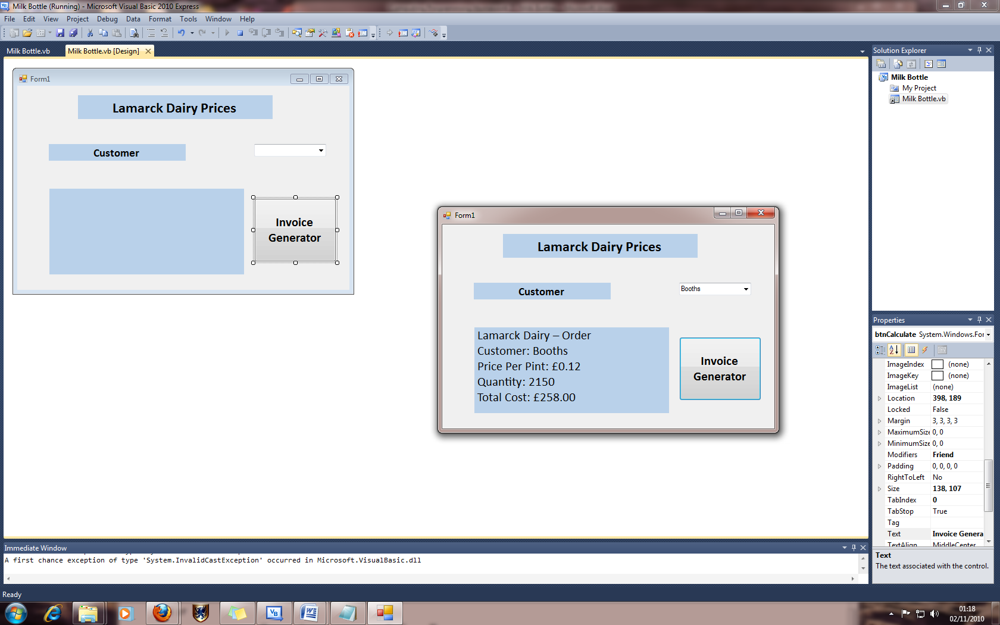 Milk Bottle (Running) - Microsoft Visual Basic 2010 Express
File Edit View Project Debug Data Format Tools Window Help
Milk Bottle.vb
Milk Bottle.vb [Design]
Form1
Lamarck Dairy Prices
Customer
Invoice
Generator
Form1
Lamarck Dairy Prices
Customer
Booths
Lamarck Dairy – Order
Customer: Booths
Price Per Pint: £0.12
Quantity: 2150
Total Cost: £258.00
Invoice
Generator
Solution Explorer
Milk Bottle
My Project
Milk Bottle.vb
Properties
btnCalculate System.Windows.For
ImageIndex (none)
ImageKey (none)
ImageList (none)
Location 398, 189
Locked False
Margin 3, 3, 3, 3
MaximumSize 0, 0
MinimumSize 0, 0
Modifiers Friend
Padding 0, 0, 0, 0
RightToLeft No
Size 138, 107
TabIndex 0
TabStop True
Tag
Text Invoice Genera
TextAlign MiddleCenter
Text
The text associated with the control.
Immediate Window
A first chance exception of type 'System.InvalidCastException' occurred in Microsoft.VisualBasic.dll
Ready
01:18
02/11/2010